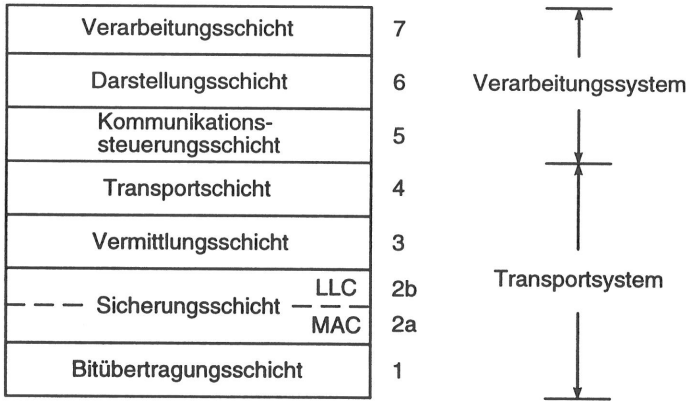 Verarbeitungsschicht 7
Darstellungsschicht 6
Verarbeitungssystem
Kommunikations-
steuerungsschicht 5
Transportschicht 4
Vermittlungsschicht 3
Transportsystem
LLC 2b
Sicherungsschicht
MAC 2a
Bitübertragungsschicht 1